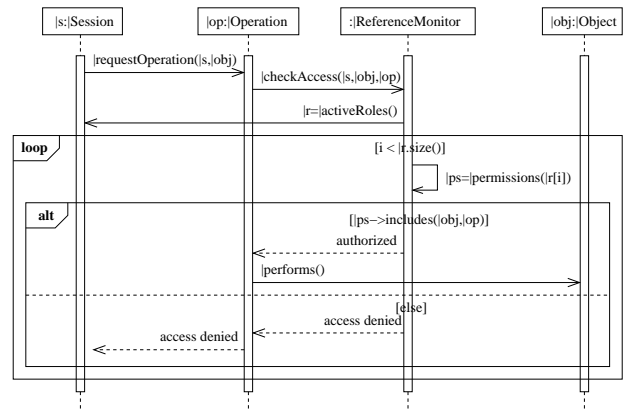 |s:|Session |op:|Operation :|ReferenceMonitor |obj:|Object
|requestOperation(|s,|obj)
|checkAccess(|s,|obj,|op)
|r=|activeRoles()
loop [i < |r.size()]
|ps=|permissions(|r[i])
alt [|ps->includes(|obj,|op)]
authorized
|performs()
[else]
access denied
access denied